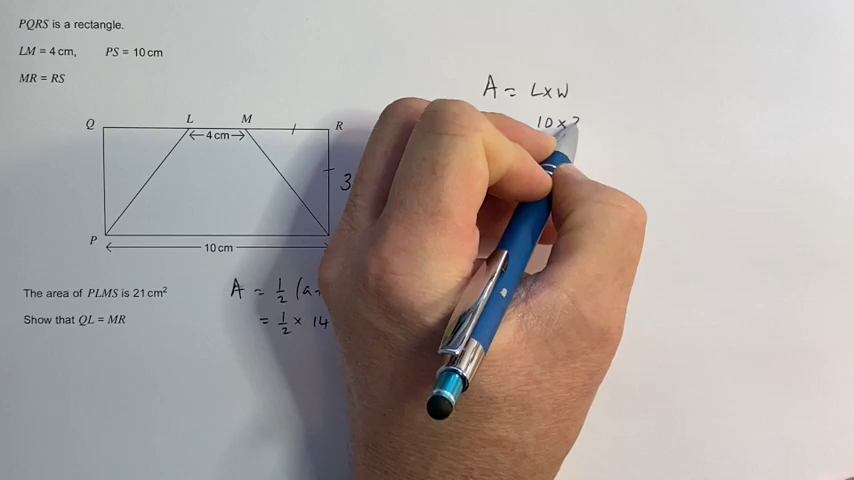 PQRS is a rectangle.
LM = 4 cm, PS = 10 cm
MR = RS
Q L M R
4 cm
3
P
10 cm
The area of PLMS is 21 cm²
Show that QL = MR
A = 1/2 (a
= 1/2 × 14
A = L×W
10 ×